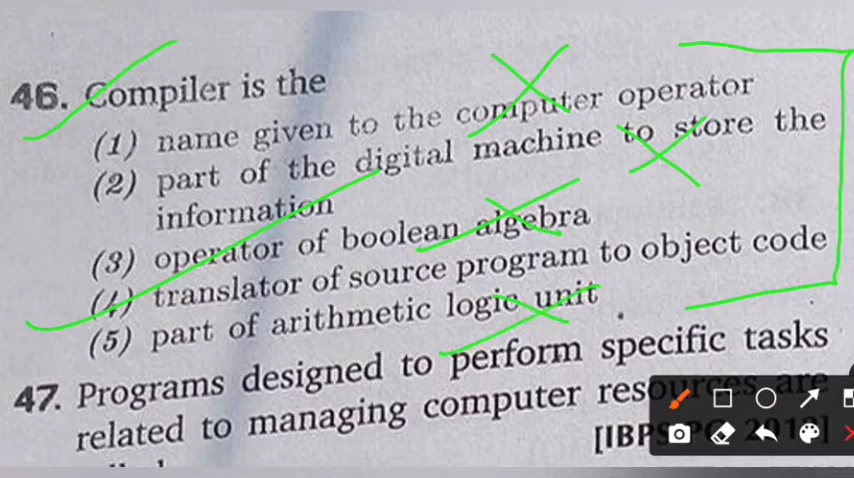 46. Compiler is the
(1) name given to the computer operator
(2) part of the digital machine to store the
information
(3) operator of boolean algebra
(4) translator of source program to object code
(5) part of arithmetic logic unit
47. Programs designed to perform specific tasks
related to managing computer resources are
[IBPS PO 2018]